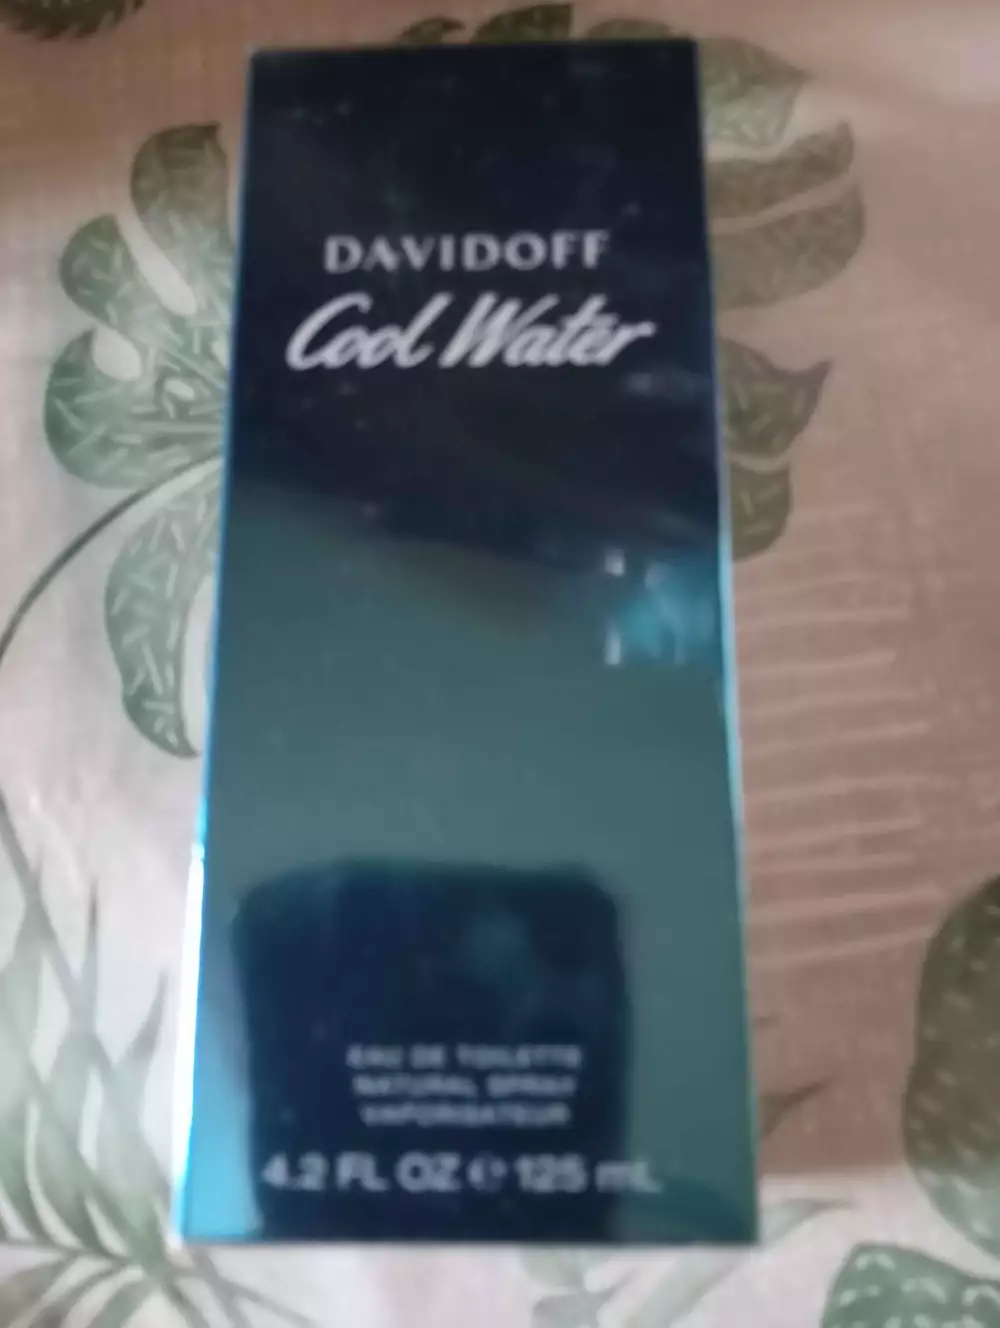 DAVIDOFF
Cool Water
EAU DE TOILETTE
NATURAL SPRAY
VAPORISATEUR
4.2 FL OZ ℮ 125 mL